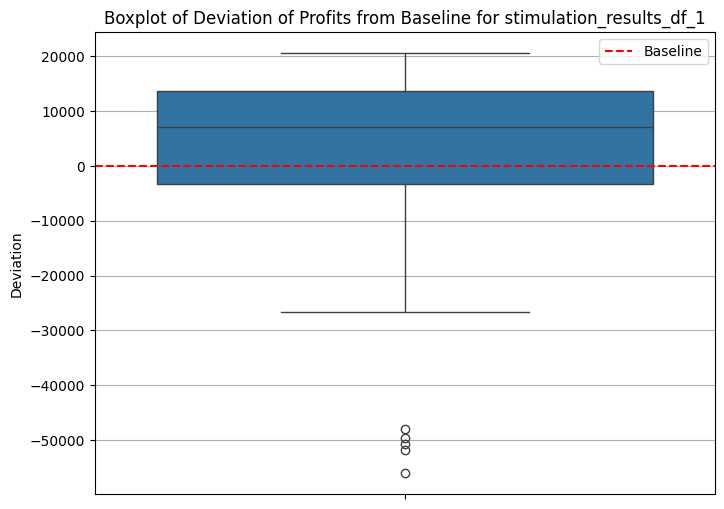 Boxplot of Deviation of Profits from Baseline for stimulation_results_df_1
Baseline
20000
10000
0
−10000
−20000
−30000
−40000
−50000
Deviation